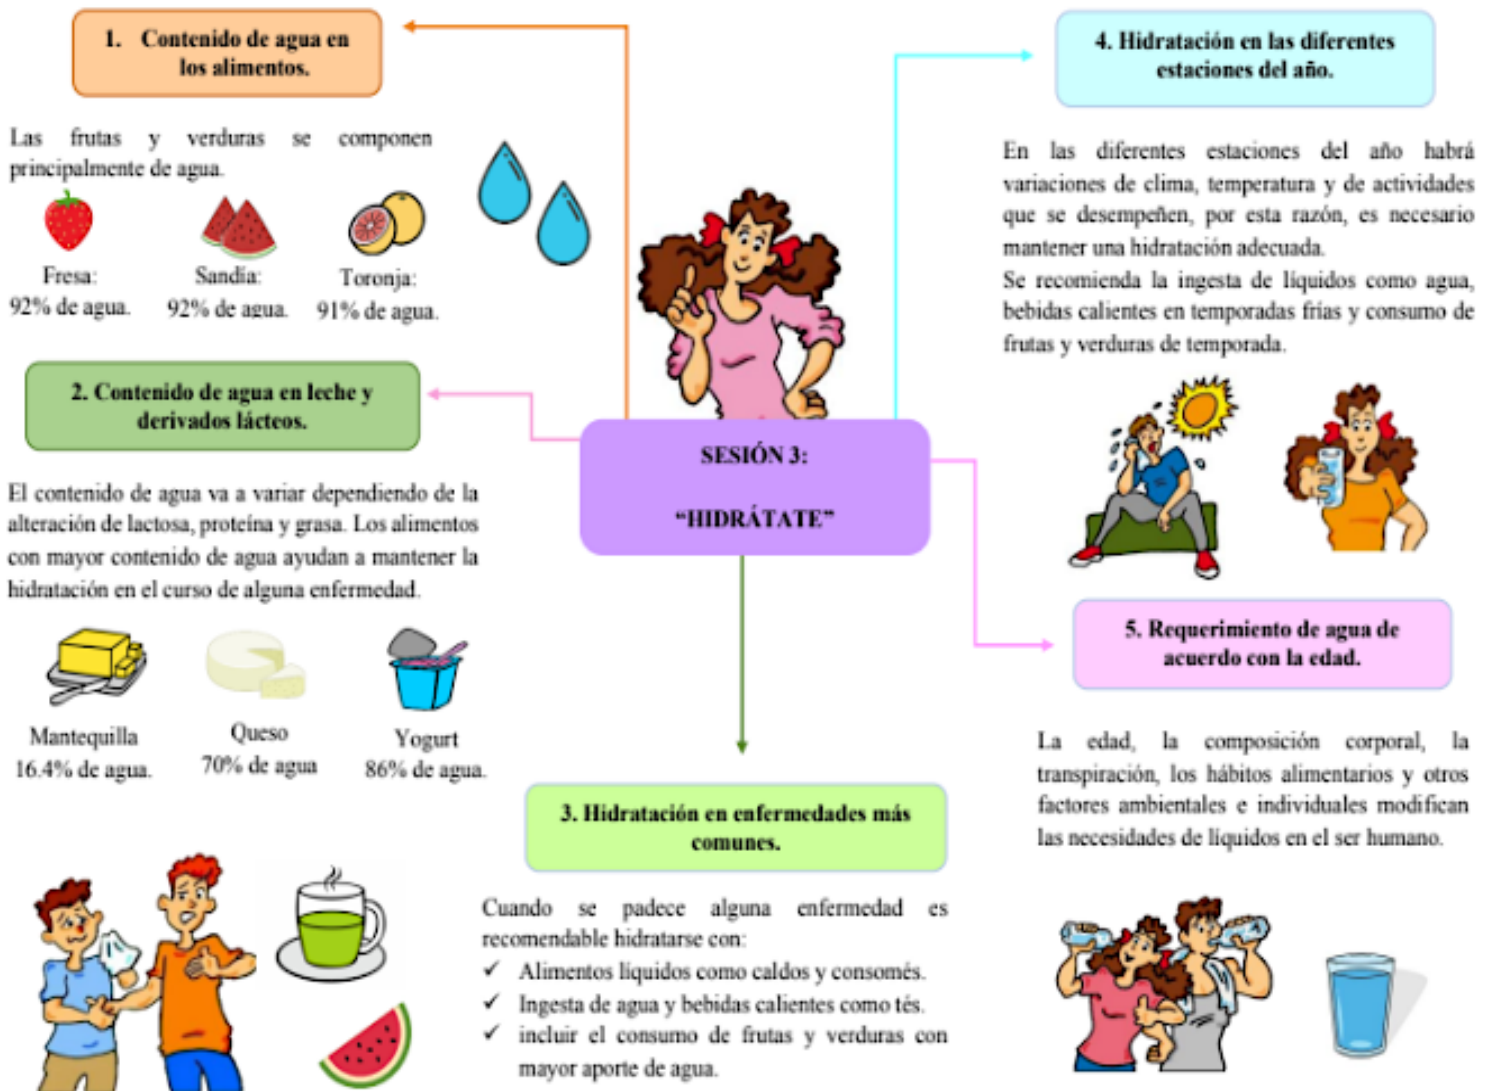 1. Contenido de agua en
los alimentos.
Las frutas y verduras se componen
principalmente de agua.
Fresa:
92% de agua.
Sandía:
92% de agua.
Toronja:
91% de agua.
2. Contenido de agua en leche y
derivados lácteos.
El contenido de agua va a variar dependiendo de la
alteración de lactosa, proteína y grasa. Los alimentos
con mayor contenido de agua ayudan a mantener la
hidratación en el curso de alguna enfermedad.
Mantequilla
16.4% de agua.
Queso
70% de agua
Yogurt
86% de agua.
SESIÓN 3:
“HIDRÁTATE”
3. Hidratación en enfermedades más
comunes.
Cuando se padece alguna enfermedad es
recomendable hidratarse con:
✓ Alimentos líquidos como caldos y consomés.
✓ Ingesta de agua y bebidas calientes como tés.
✓ incluir el consumo de frutas y verduras con
mayor aporte de agua.
4. Hidratación en las diferentes
estaciones del año.
En las diferentes estaciones del año habrá
variaciones de clima, temperatura y de actividades
que se desempeñen, por esta razón, es necesario
mantener una hidratación adecuada.
Se recomienda la ingesta de líquidos como agua,
bebidas calientes en temporadas frías y consumo de
frutas y verduras de temporada.
5. Requerimiento de agua de
acuerdo con la edad.
La edad, la composición corporal, la
transpiración, los hábitos alimentarios y otros
factores ambientales e individuales modifican
las necesidades de líquidos en el ser humano.